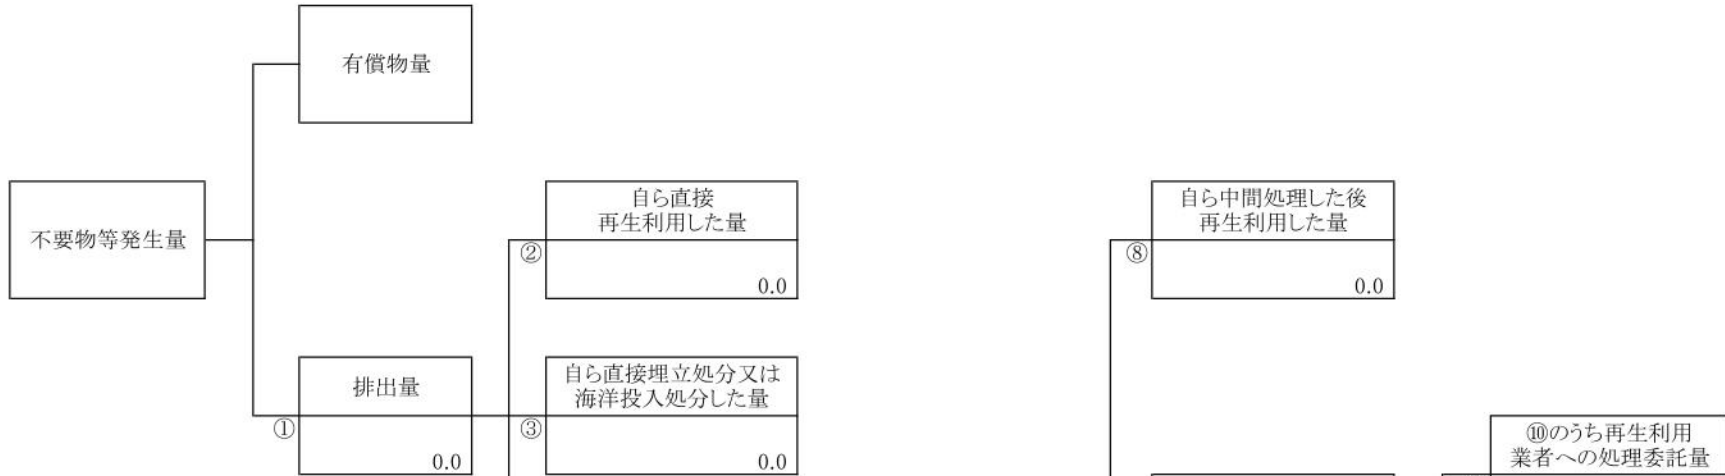 有償物量
不要物等発生量
自ら直接
再生利用した量
②
0.0
自ら中間処理した後
再生利用した量
⑧
0.0
排出量
①
0.0
自ら直接埋立処分又は
海洋投入処分した量
③
0.0
⑩のうち再生利用
業者への処理委託量